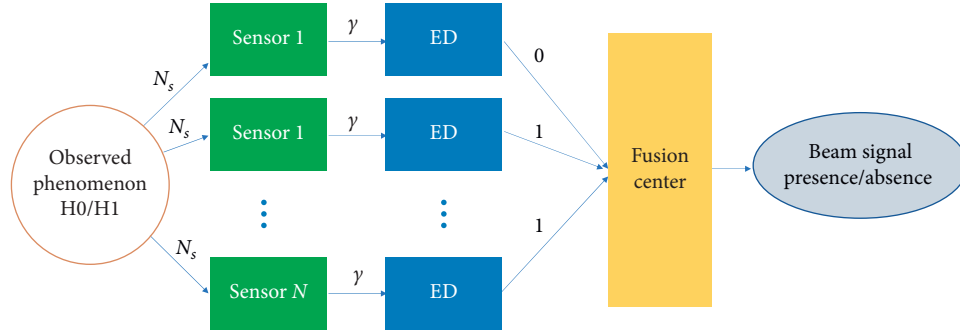 Observed
phenomenon
H0/H1
N_s
N_s
N_s
Sensor 1
γ
ED
0
Sensor 1
γ
ED
1
Sensor N
γ
ED
1
Fusion
center
Beam signal
presence/absence